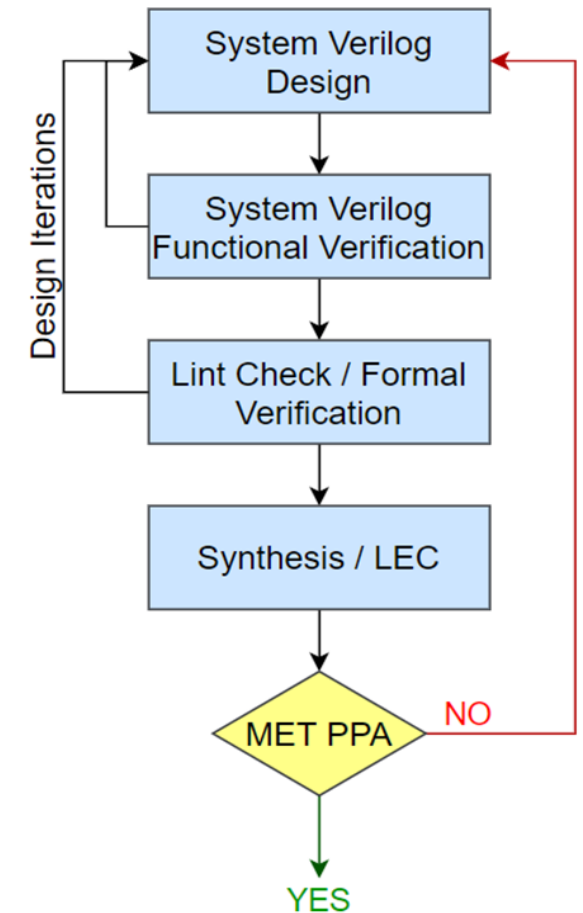 System Verilog
Design
Design Iterations
System Verilog
Functional Verification
Lint Check / Formal
Verification
Synthesis / LEC
MET PPA
NO
YES